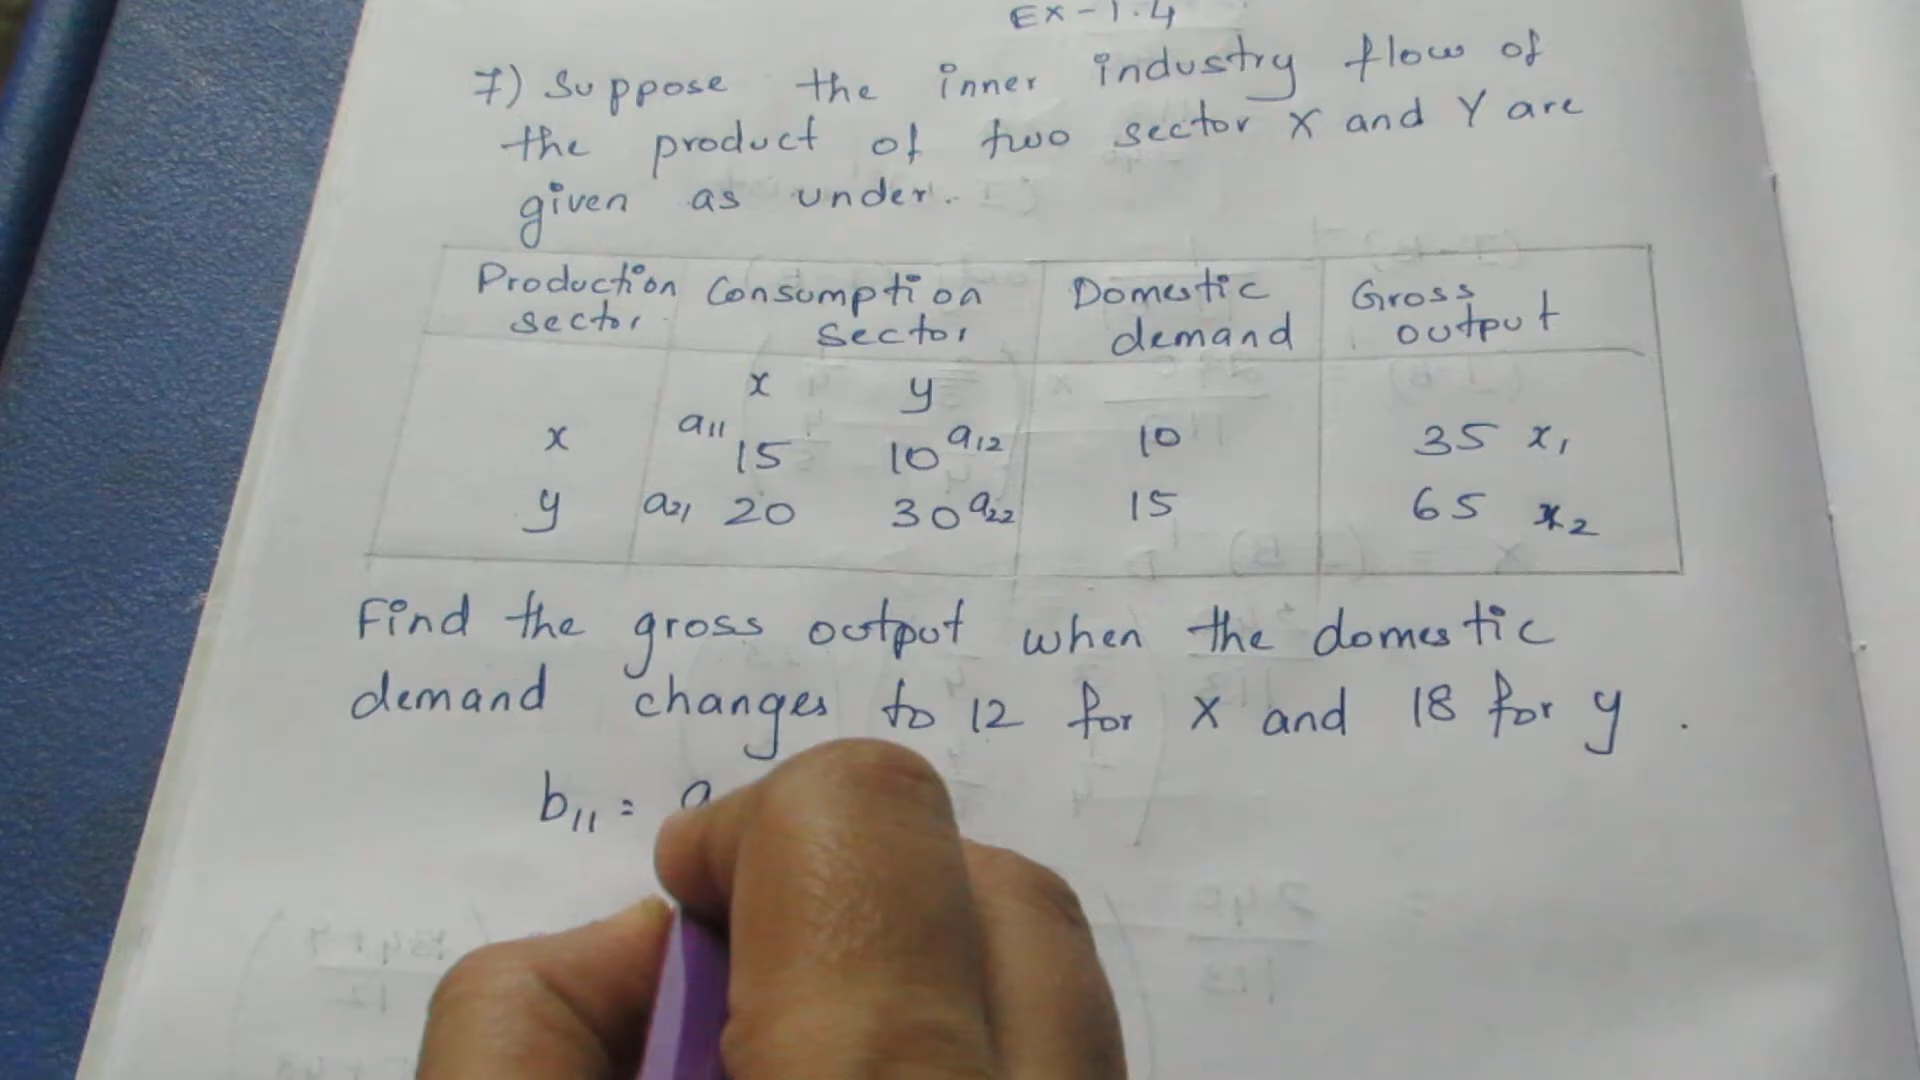 Ex-1.4
7) Suppose the inner industry flow of
the product of two sector X and Y are
given as under.
Production sector Consumption sector Domestic demand Gross output
x y
x a11 15 10 a12 10 35 x1
y a21 20 30 a22 15 65 x2
Find the gross output when the domestic
demand changes to 12 for X and 18 for y.
b11 = a